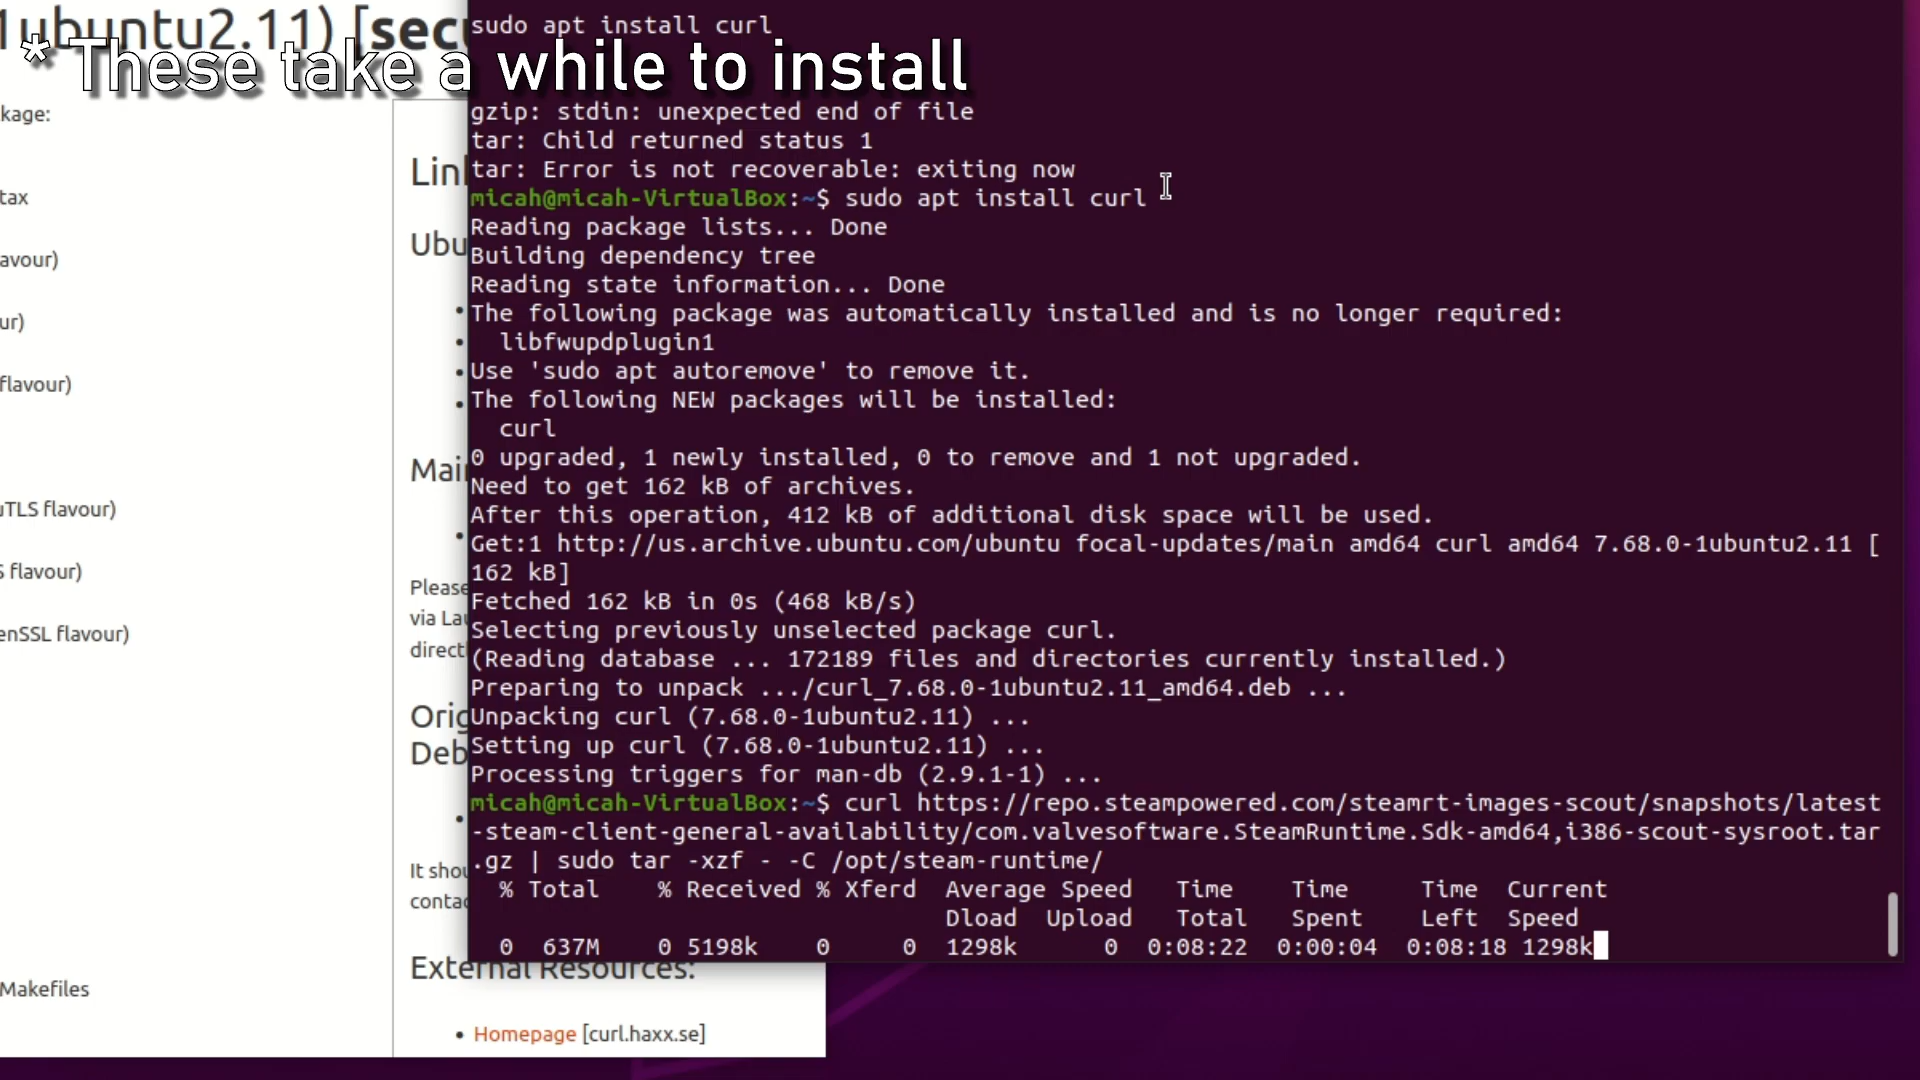 1ubuntu2.11) [secu
* These take a while to install
kage:
tax
avour)
ur)
flavour)
uTLS flavour)
S flavour)
enSSL flavour)
Makefiles
Link
Ubu
Main
Please
via Lau
directl
Orig
Deb
It shou
contac
External Resources:
• Homepage [curl.haxx.se]
sudo apt install curl
gzip: stdin: unexpected end of file
tar: Child returned status 1
tar: Error is not recoverable: exiting now
micah@micah-VirtualBox:~$ sudo apt install curl
Reading package lists... Done
Building dependency tree
Reading state information... Done
The following package was automatically installed and is no longer required:
libfwupdplugin1
Use 'sudo apt autoremove' to remove it.
The following NEW packages will be installed:
curl
0 upgraded, 1 newly installed, 0 to remove and 1 not upgraded.
Need to get 162 kB of archives.
After this operation, 412 kB of additional disk space will be used.
Get:1 http://us.archive.ubuntu.com/ubuntu focal-updates/main amd64 curl amd64 7.68.0-1ubuntu2.11 [
162 kB]
Fetched 162 kB in 0s (468 kB/s)
Selecting previously unselected package curl.
(Reading database ... 172189 files and directories currently installed.)
Preparing to unpack .../curl_7.68.0-1ubuntu2.11_amd64.deb ...
Unpacking curl (7.68.0-1ubuntu2.11) ...
Setting up curl (7.68.0-1ubuntu2.11) ...
Processing triggers for man-db (2.9.1-1) ...
micah@micah-VirtualBox:~$ curl https://repo.steampowered.com/steamrt-images-scout/snapshots/latest
-steam-client-general-availability/com.valvesoftware.SteamRuntime.Sdk-amd64,i386-scout-sysroot.tar
.gz | sudo tar -xzf - -C /opt/steam-runtime/
% Total % Received % Xferd Average Speed Time Time Time Current
Dload Upload Total Spent Left Speed
0 637M 0 5198k 0 0 1298k 0 0:08:22 0:00:04 0:08:18 1298k